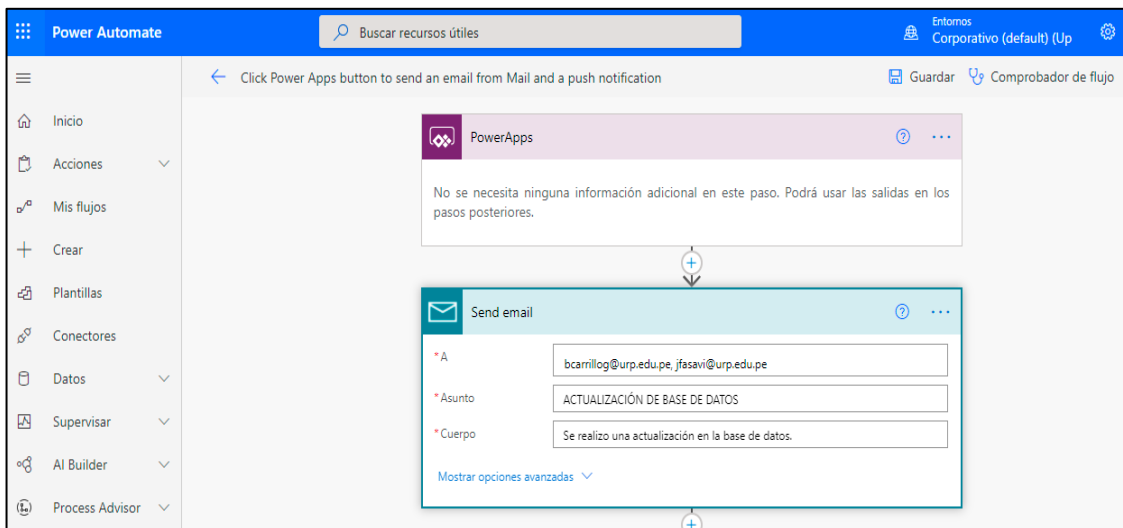 Power Automate
Buscar recursos útiles
Entornos
Corporativo (default) (Up
Click Power Apps button to send an email from Mail and a push notification
Guardar
Comprobador de flujo
Inicio
Acciones
Mis flujos
Crear
Plantillas
Conectores
Datos
Supervisar
AI Builder
Process Advisor
PowerApps
No se necesita ninguna información adicional en este paso. Podrá usar las salidas en los
pasos posteriores.
Send email
*A
bcarrillog@urp.edu.pe, jfasavi@urp.edu.pe
*Asunto
ACTUALIZACIÓN DE BASE DE DATOS
*Cuerpo
Se realizo una actualización en la base de datos.
Mostrar opciones avanzadas